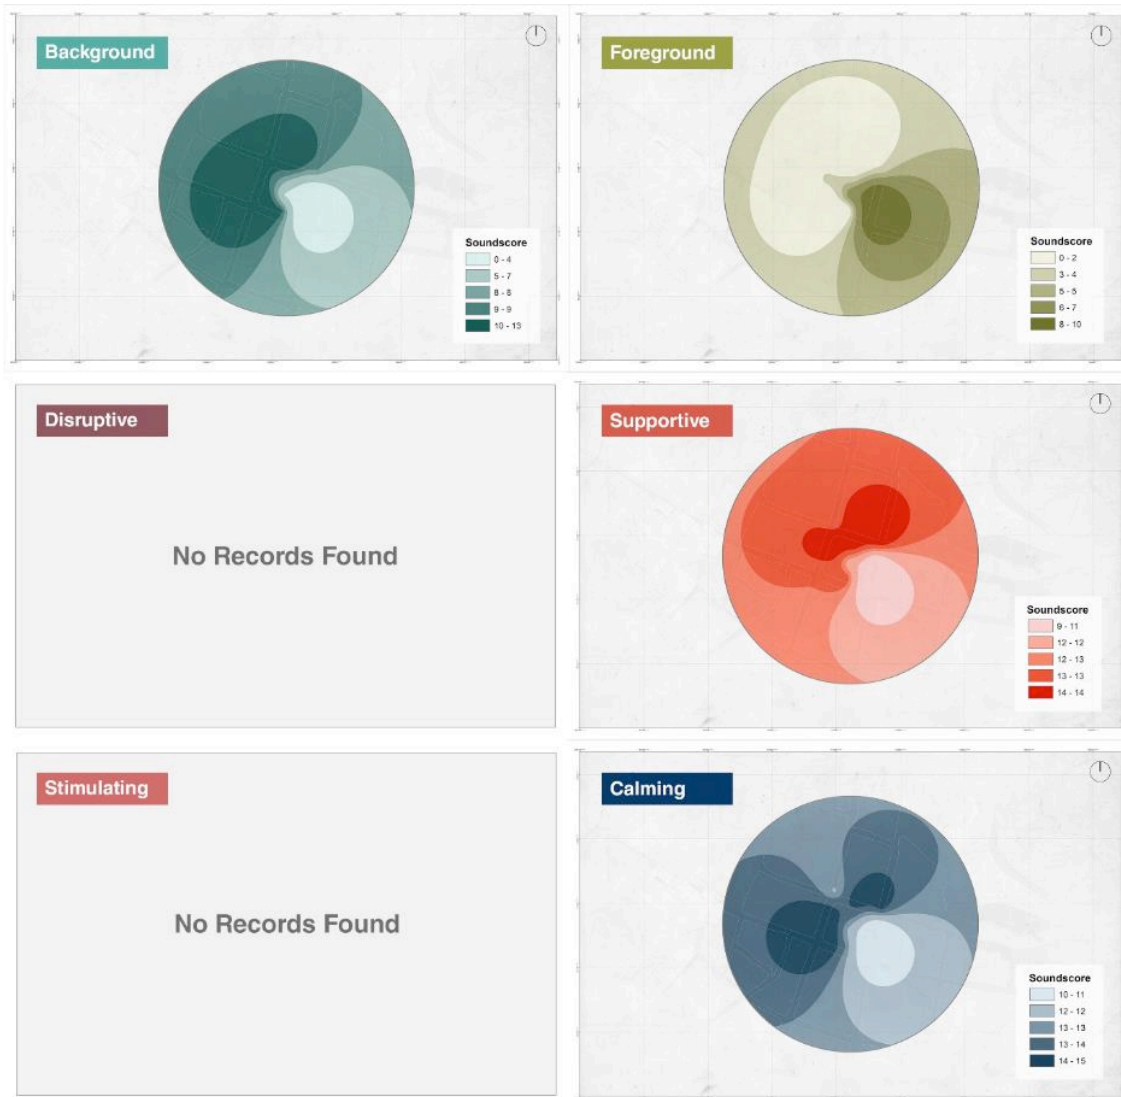 Background
Soundscore
0 - 4
5 - 7
8 - 8
9 - 9
10 - 13
Foreground
Soundscore
0 - 2
3 - 4
5 - 5
6 - 7
8 - 10
Disruptive
No Records Found
Supportive
Soundscore
9 - 11
12 - 12
12 - 13
13 - 13
14 - 14
Stimulating
No Records Found
Calming
Soundscore
10 - 11
12 - 12
13 - 13
13 - 14
14 - 15